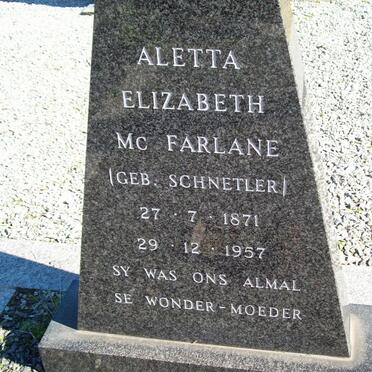 ALETTA
ELIZABETH
Mc FARLANE
(GEB. SCHNETLER)
27 · 7 · 1871
29 · 12 · 1957
SY WAS ONS ALMAL
SE WONDER-MOEDER